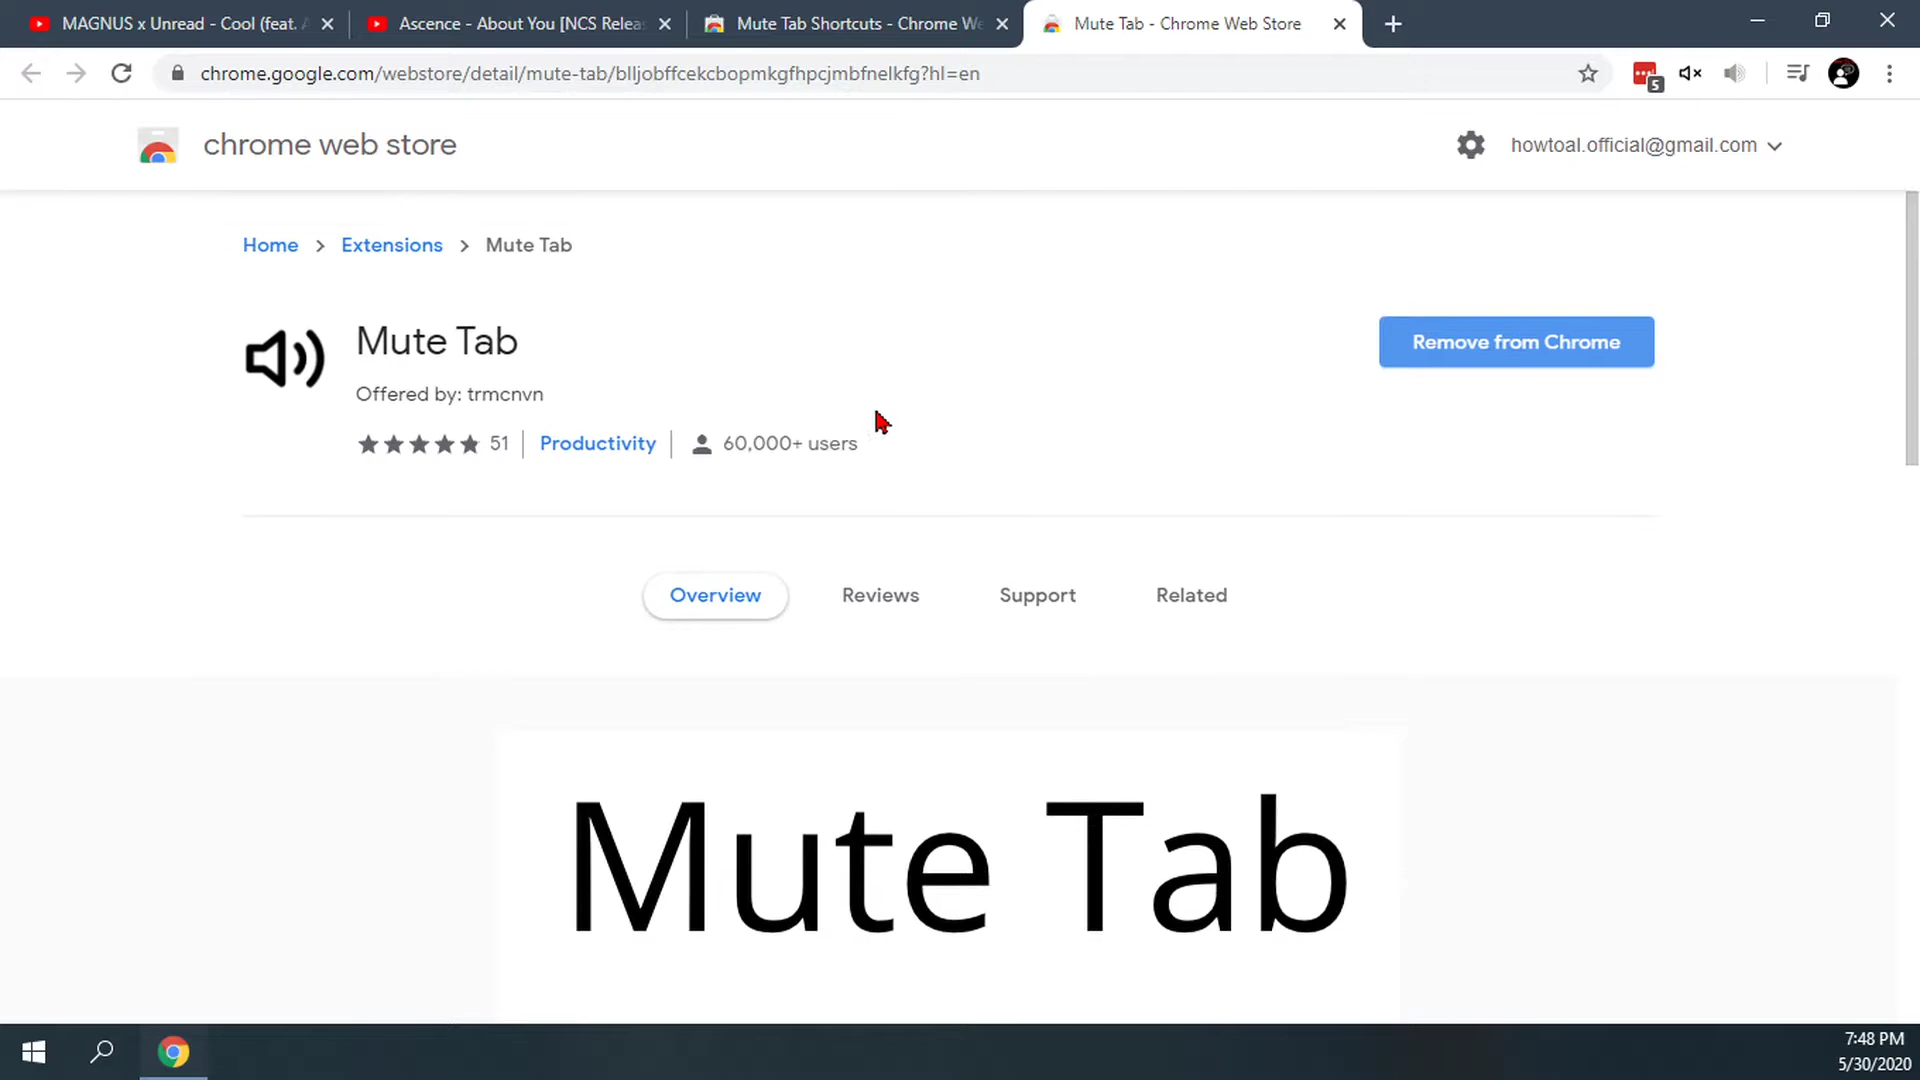 MAGNUS x Unread - Cool (feat.
Ascence - About You [NCS Relea
Mute Tab Shortcuts - Chrome We
Mute Tab - Chrome Web Store
chrome.google.com/webstore/detail/mute-tab/blljobffcekcbopmkgfhpcjmbfnelkfg?hl=en
5
chrome web store
howtoal.official@gmail.com
Home > Extensions > Mute Tab
Mute Tab
Remove from Chrome
Offered by: trmcnvn
51 | Productivity | 60,000+ users
Overview
Reviews
Support
Related
Mute Tab
7:48 PM
5/30/2020